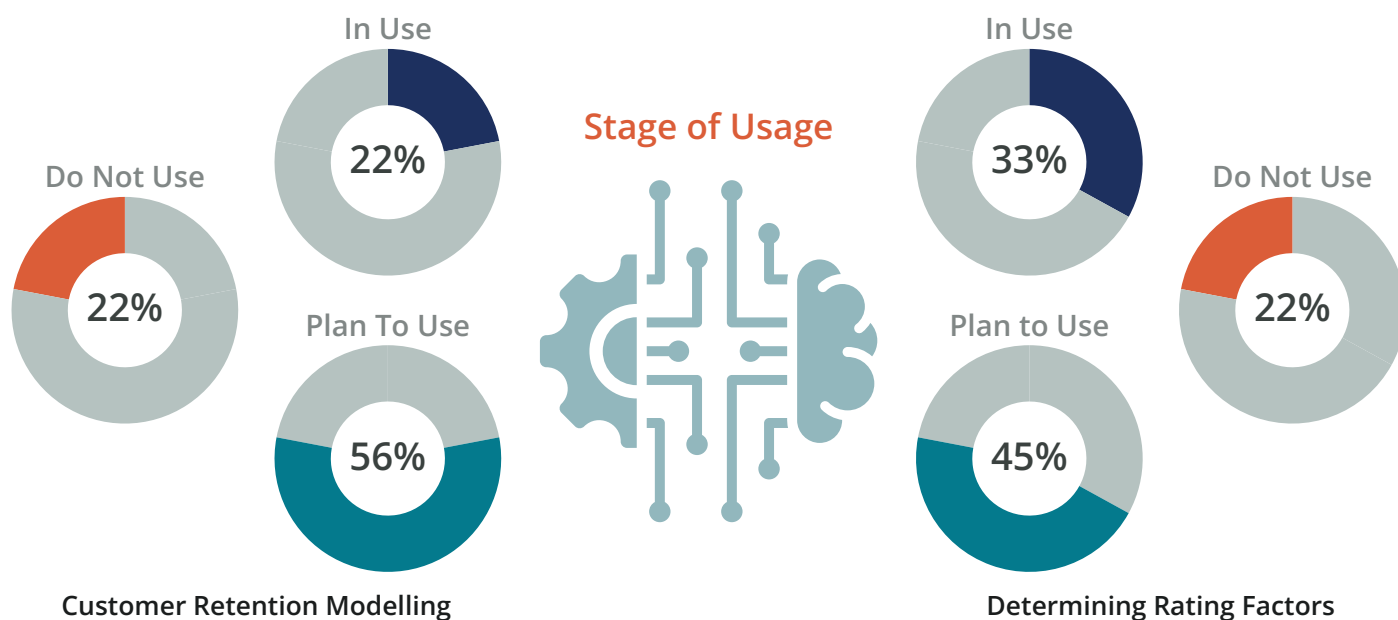 In Use
22%
Do Not Use
22%
Plan To Use
56%
Customer Retention Modelling
Stage of Usage
In Use
33%
Do Not Use
22%
Plan to Use
45%
Determining Rating Factors